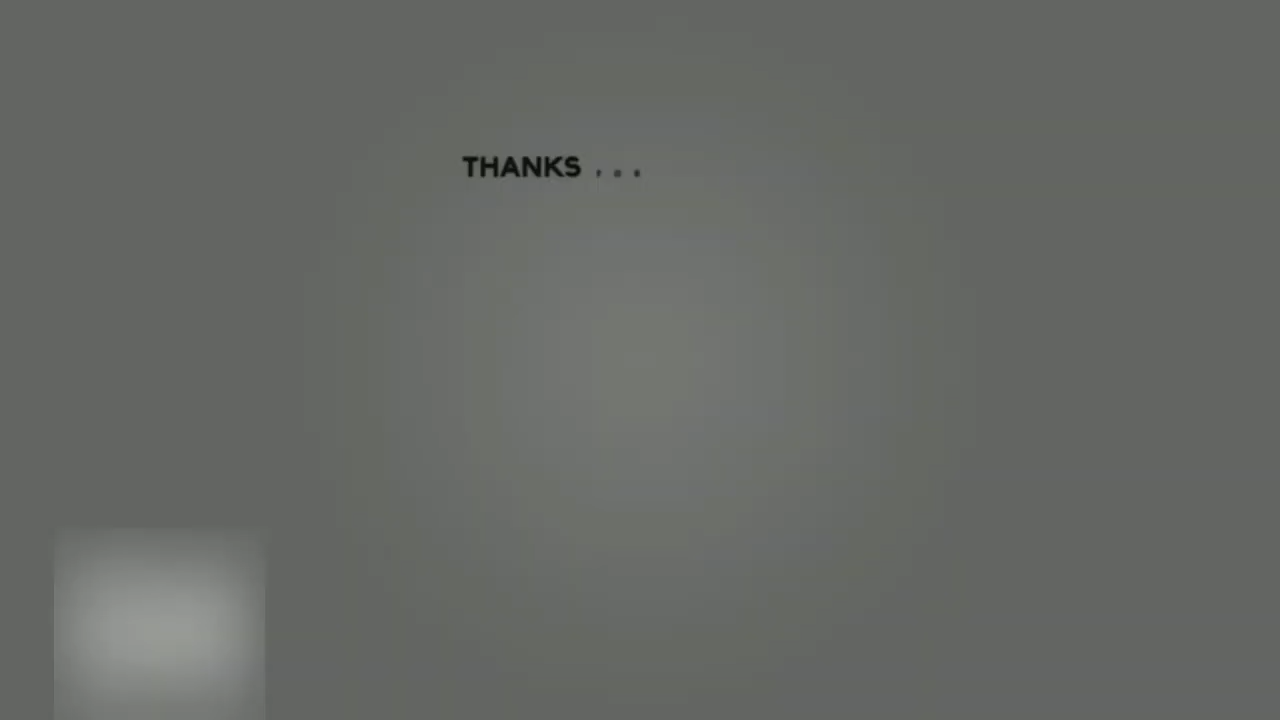 THANKS . . .